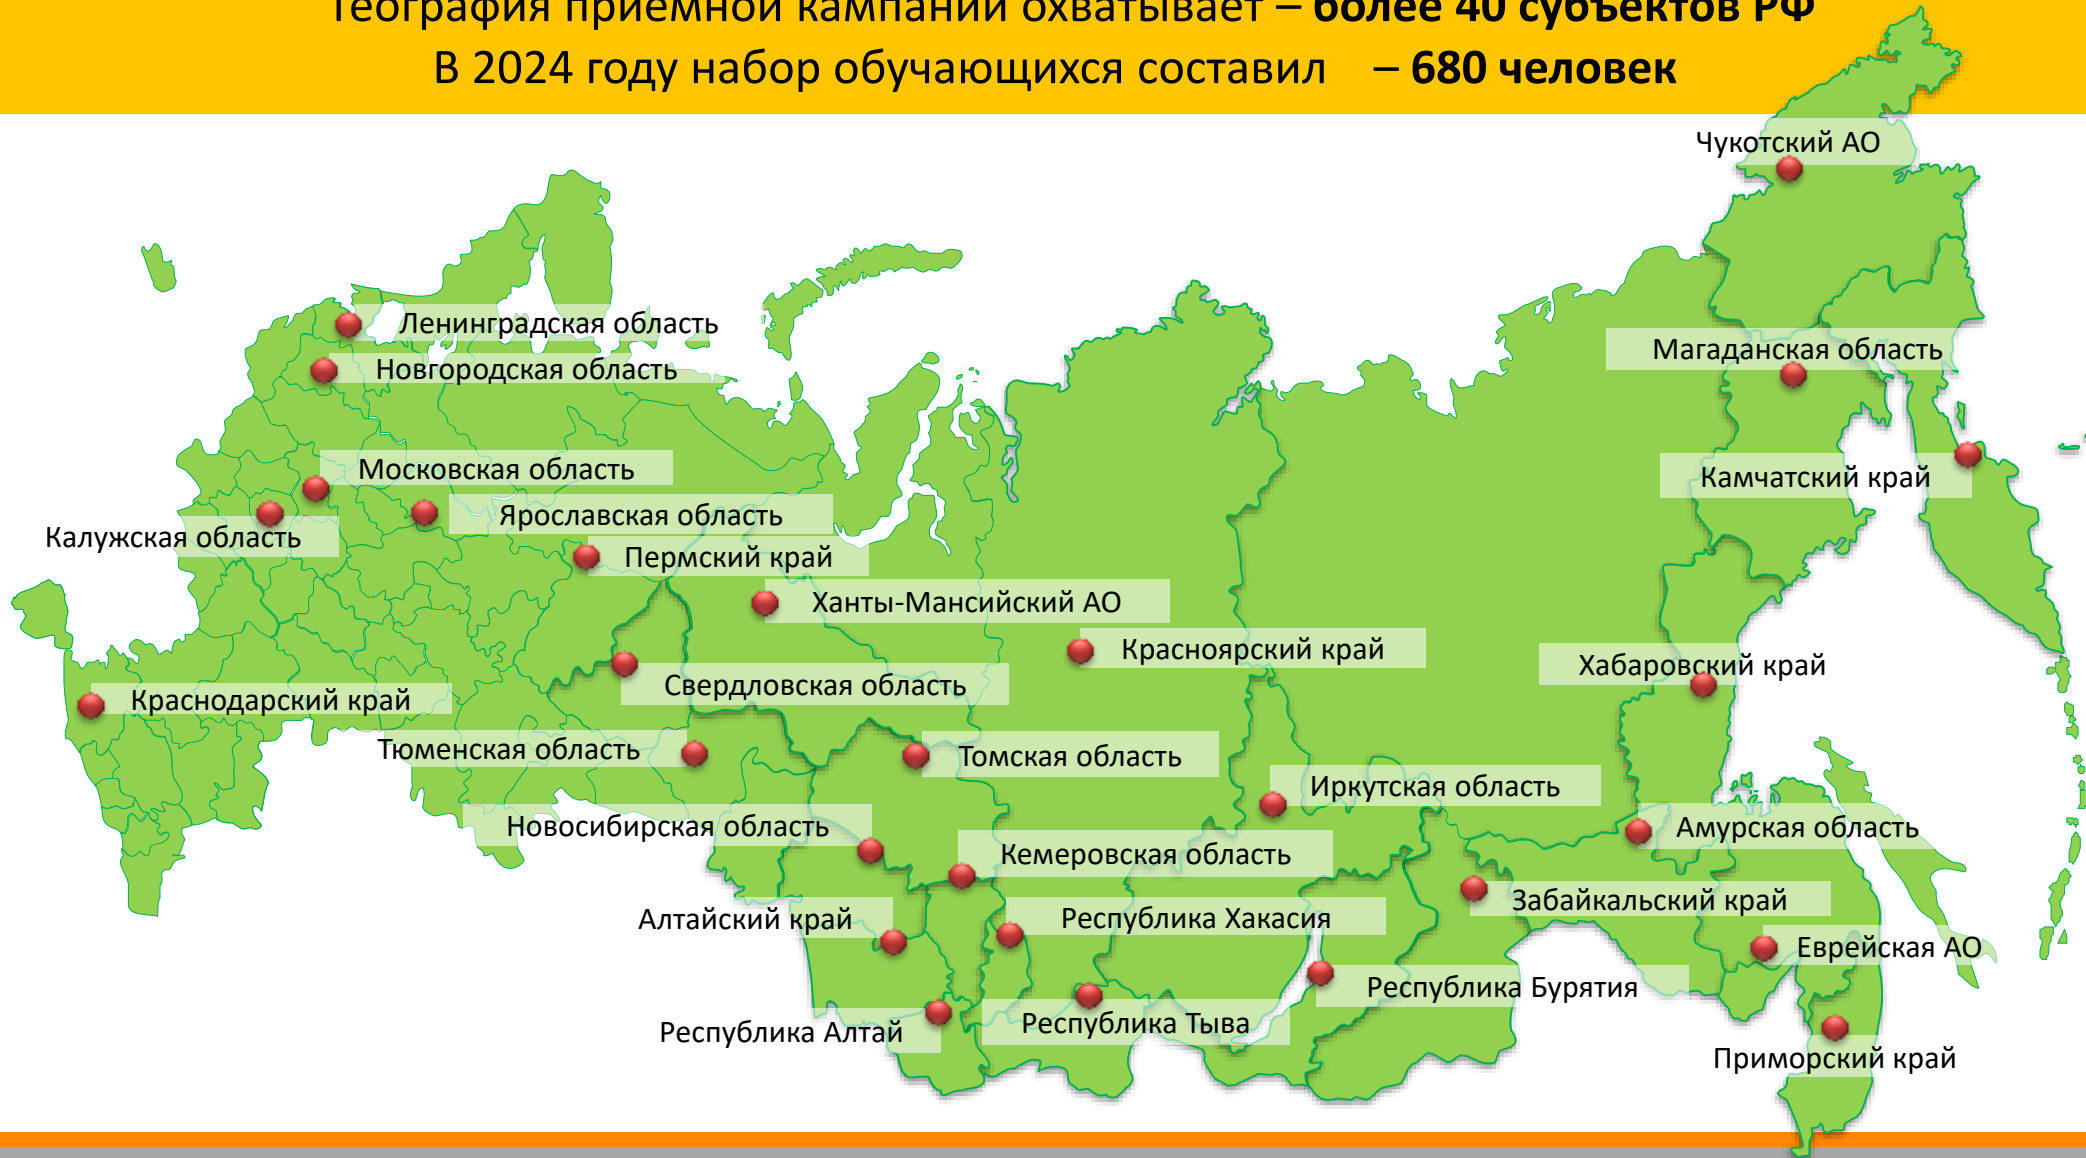 География приемной кампании охватывает – более 40 субъектов РФ
В 2024 году набор обучающихся составил – 680 человек
Чукотский АО
Ленинградская область
Магаданская область
Новгородская область
Московская область
Камчатский край
Ярославская область
Калужская область
Пермский край
Ханты-Мансийский АО
Красноярский край
Хабаровский край
Свердловская область
Краснодарский край
Тюменская область
Томская область
Иркутская область
Новосибирская область
Амурская область
Кемеровская область
Забайкальский край
Алтайский край
Республика Хакасия
Еврейская АО
Республика Бурятия
Республика Тыва
Республика Алтай
Приморский край